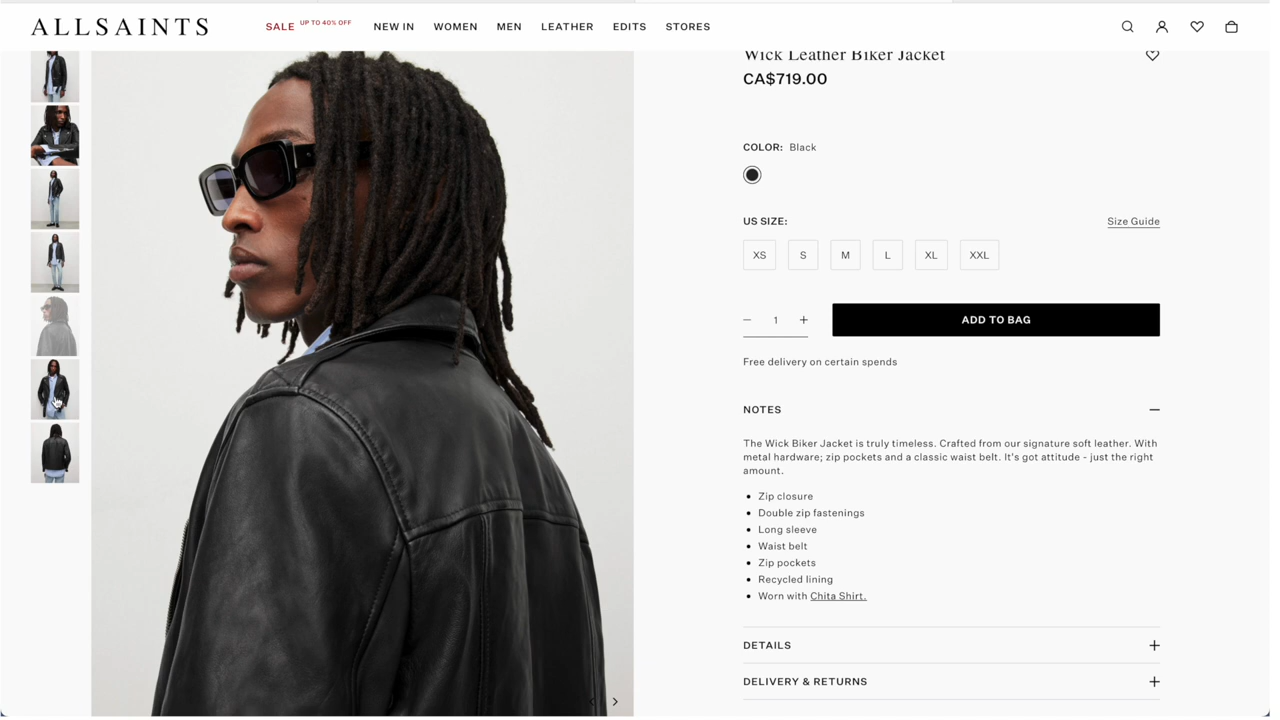 ALLSAINTS
SALE UP TO 40% OFF
NEW IN
WOMEN
MEN
LEATHER
EDITS
STORES
Wick Leather Biker Jacket
CA$719.00
COLOR: Black
US SIZE:
Size Guide
XS
S
M
L
XL
XXL
− 1 +
ADD TO BAG
Free delivery on certain spends
NOTES
The Wick Biker Jacket is truly timeless. Crafted from our signature soft leather. With
metal hardware; zip pockets and a classic waist belt. It's got attitude - just the right
amount.
• Zip closure
• Double zip fastenings
• Long sleeve
• Waist belt
• Zip pockets
• Recycled lining
• Worn with Chita Shirt.
DETAILS
DELIVERY & RETURNS